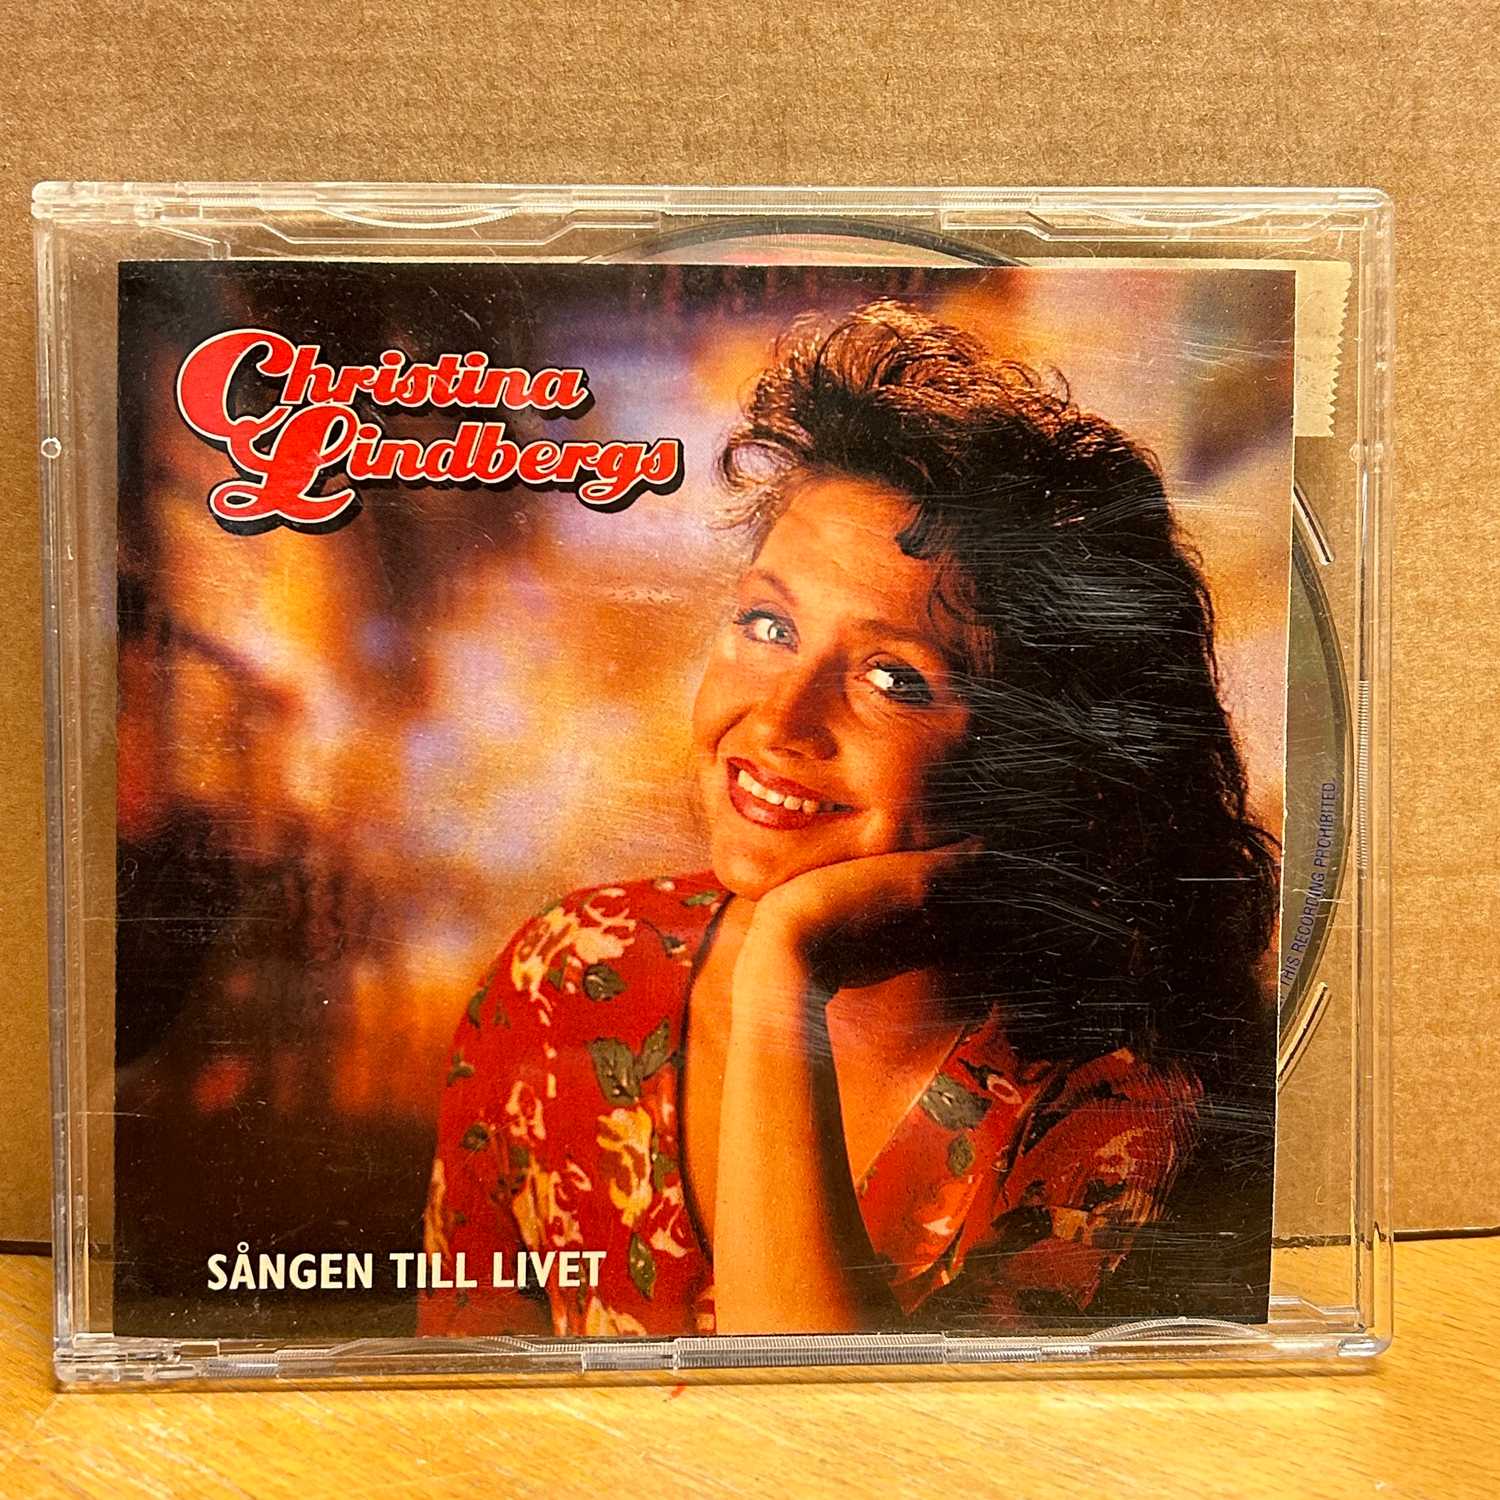 Christina
Lindbergs
SÅNGEN TILL LIVET
THIS RECORDING PROHIBITED